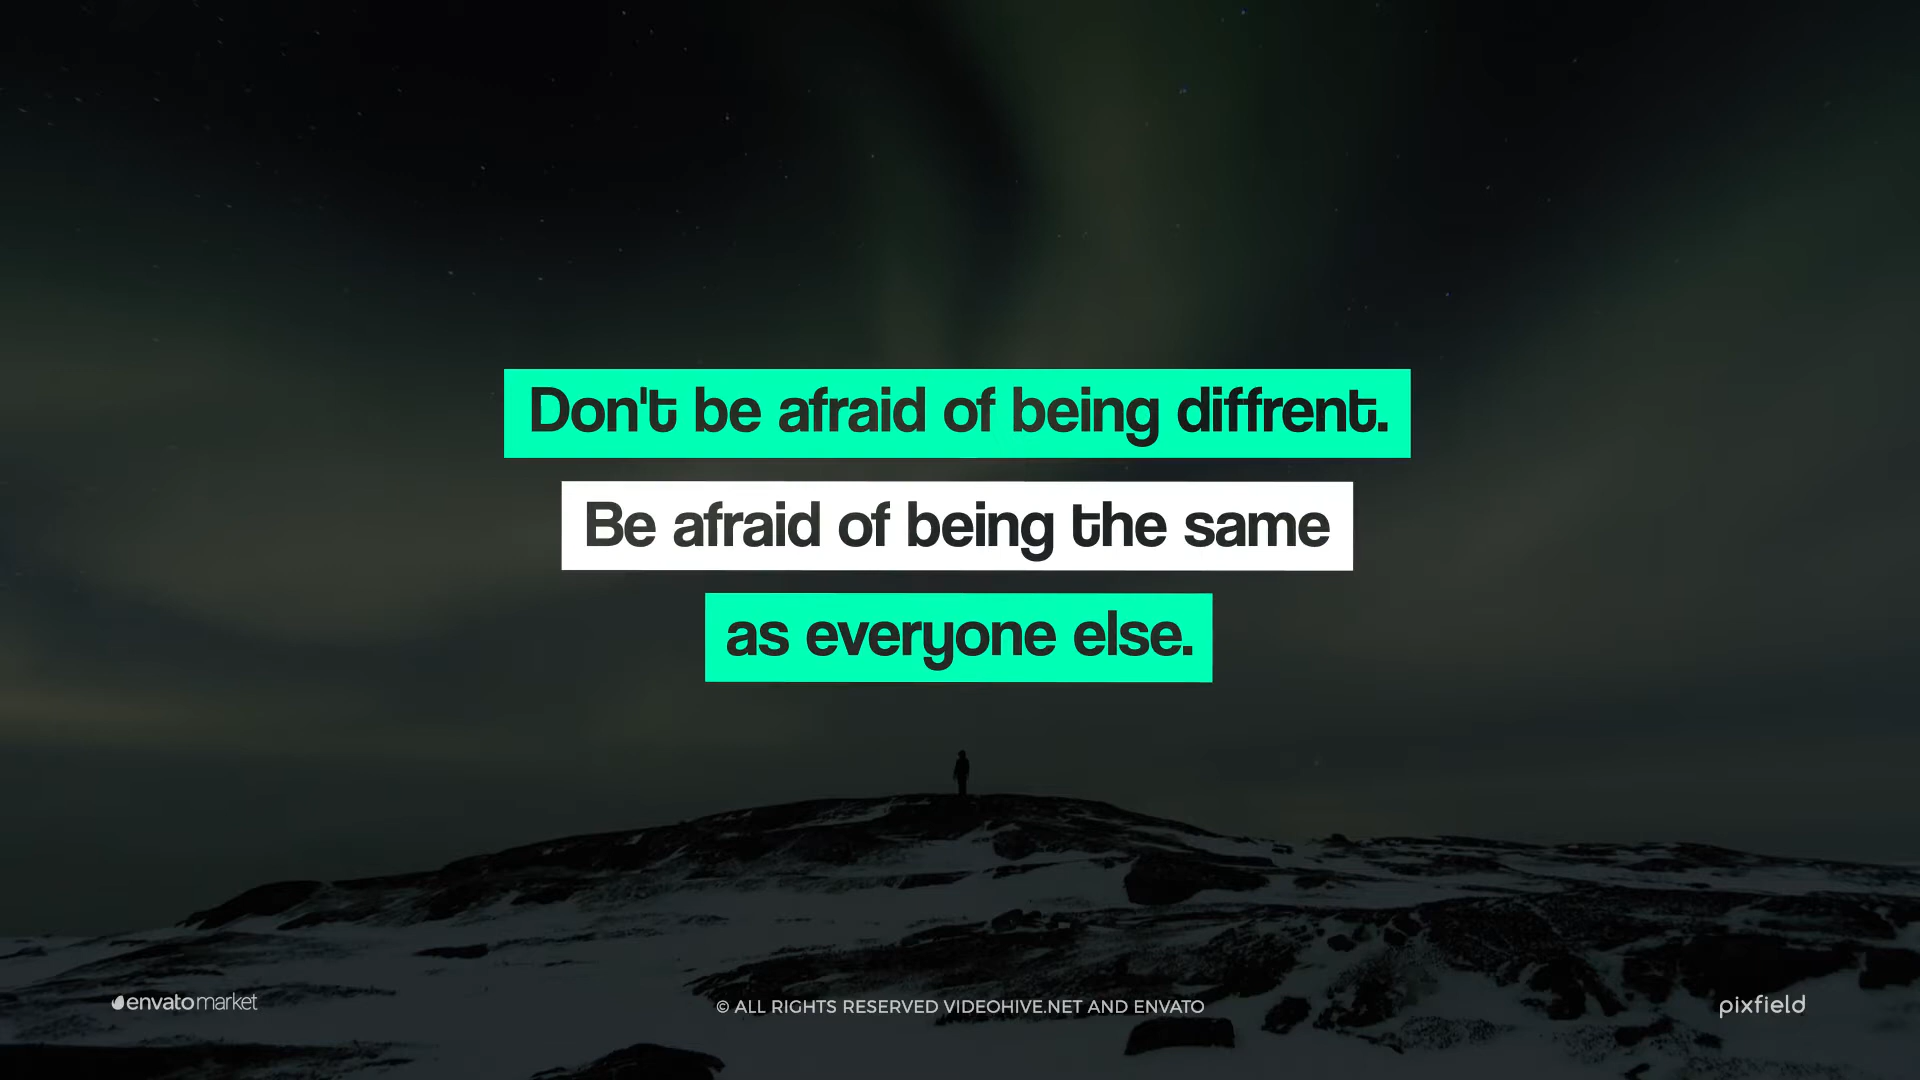 Don't be afraid of being diffrent.
Be afraid of being the same
as everyone else.
envatomarket
© ALL RIGHTS RESERVED VIDEOHIVE.NET AND ENVATO
pixfield